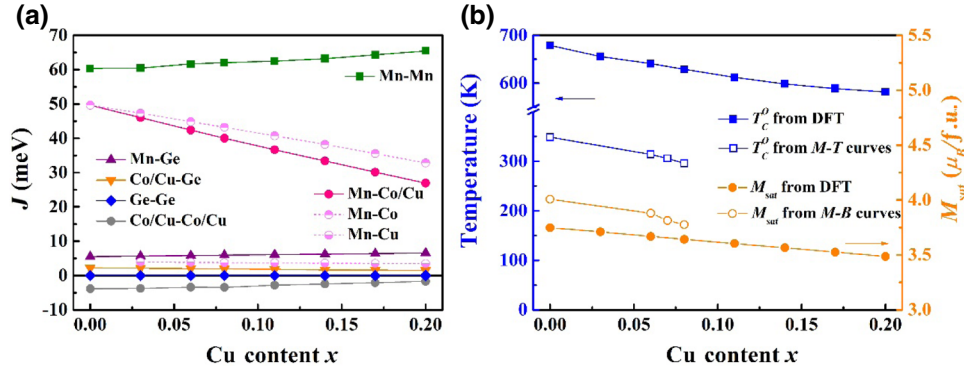 (a)
70
60
50
40
30
20
10
0
-10
J (meV)
Mn-Mn
Mn-Ge
Co/Cu-Ge
Ge-Ge
Co/Cu-Co/Cu
Mn-Co/Cu
Mn-Co
Mn-Cu
0.00 0.05 0.10 0.15 0.20
Cu content x
(b)
700
600
300
250
200
150
100
0
Temperature (K)
T_C^O from DFT
T_C^O from M-T curves
M_sat from DFT
M_sat from M-B curves
5.5
5.0
4.5
4.0
3.5
3.0
M_sat (μ_B/f.u.)
0.00 0.05 0.10 0.15 0.20
Cu content x